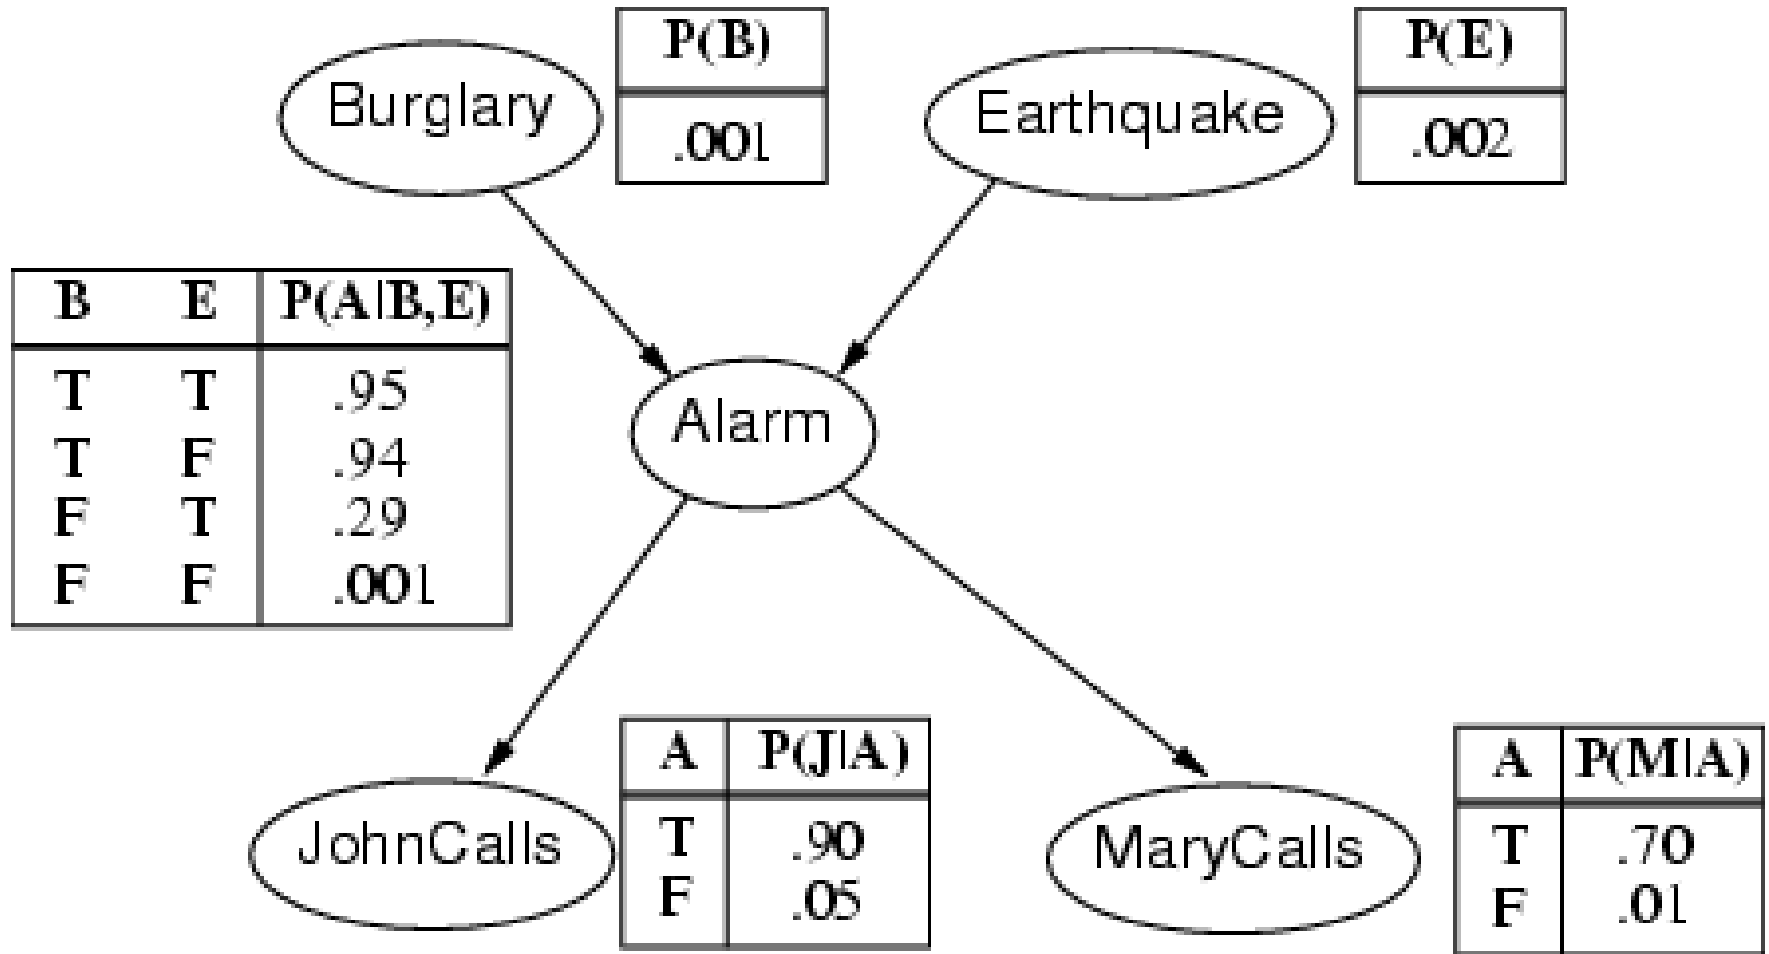 Burglary
P(B)
.001
Earthquake
P(E)
.002
B E P(A|B,E)
T T .95
T F .94
F T .29
F F .001
Alarm
JohnCalls
A P(J|A)
T .90
F .05
MaryCalls
A P(M|A)
T .70
F .01